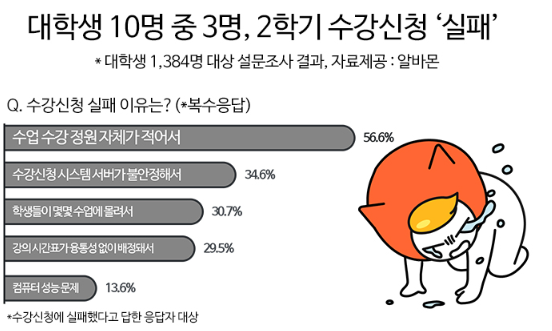 대학생 10명 중 3명, 2학기 수강신청 ‘실패’
* 대학생 1,384명 대상 설문조사 결과, 자료제공 : 알바몬
Q. 수강신청 실패 이유는? (*복수응답)
수업 수강 정원 자체가 적어서 56.6%
수강신청 시스템 서버가 불안정해서 34.6%
학생들이 몇몇 수업에 몰려서 30.7%
강의 시간표가 융통성 없이 배정돼서 29.5%
컴퓨터 성능 문제 13.6%
*수강신청에 실패했다고 답한 응답자 대상